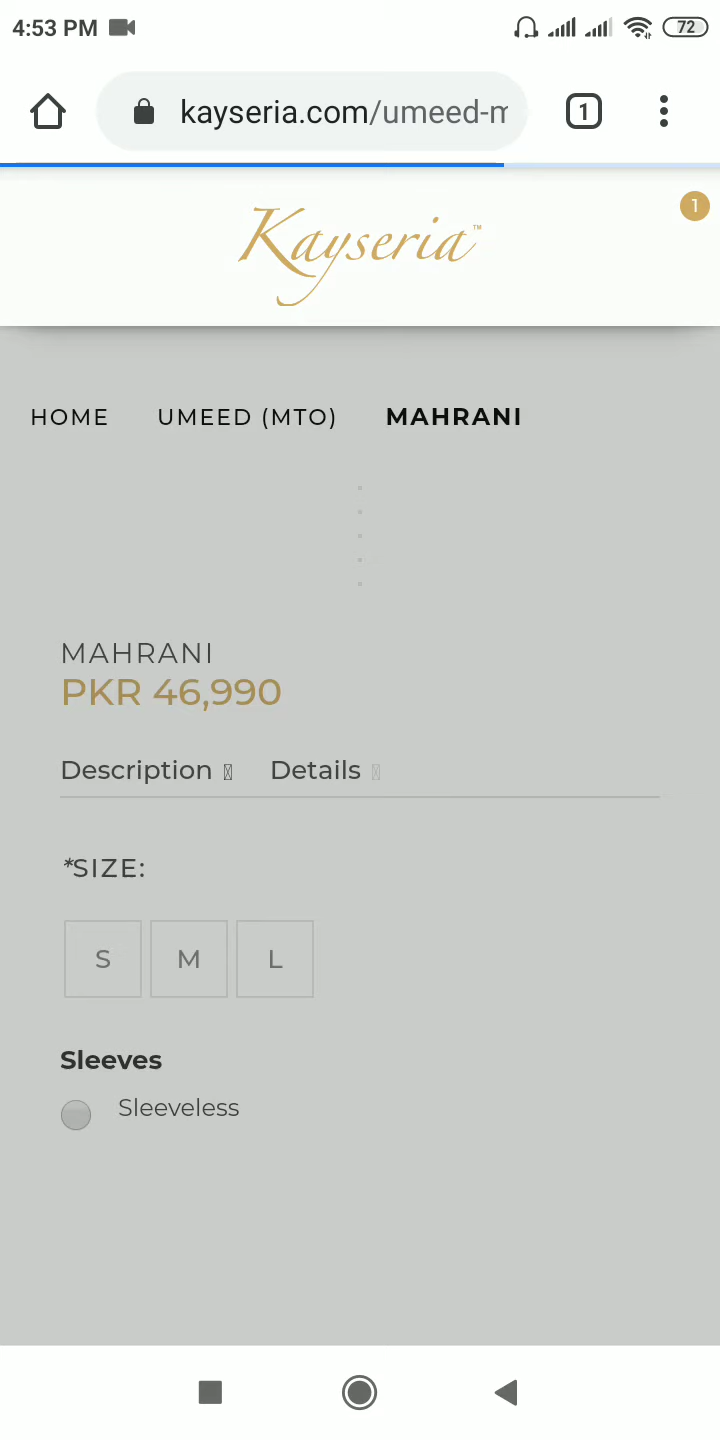 4:53 PM 72
kayseria.com/umeed-m 1
Kayseria™ 1
HOME UMEED (MTO) MAHRANI
MAHRANI
PKR 46,990
Description Details
*SIZE:
S M L
Sleeves
Sleeveless